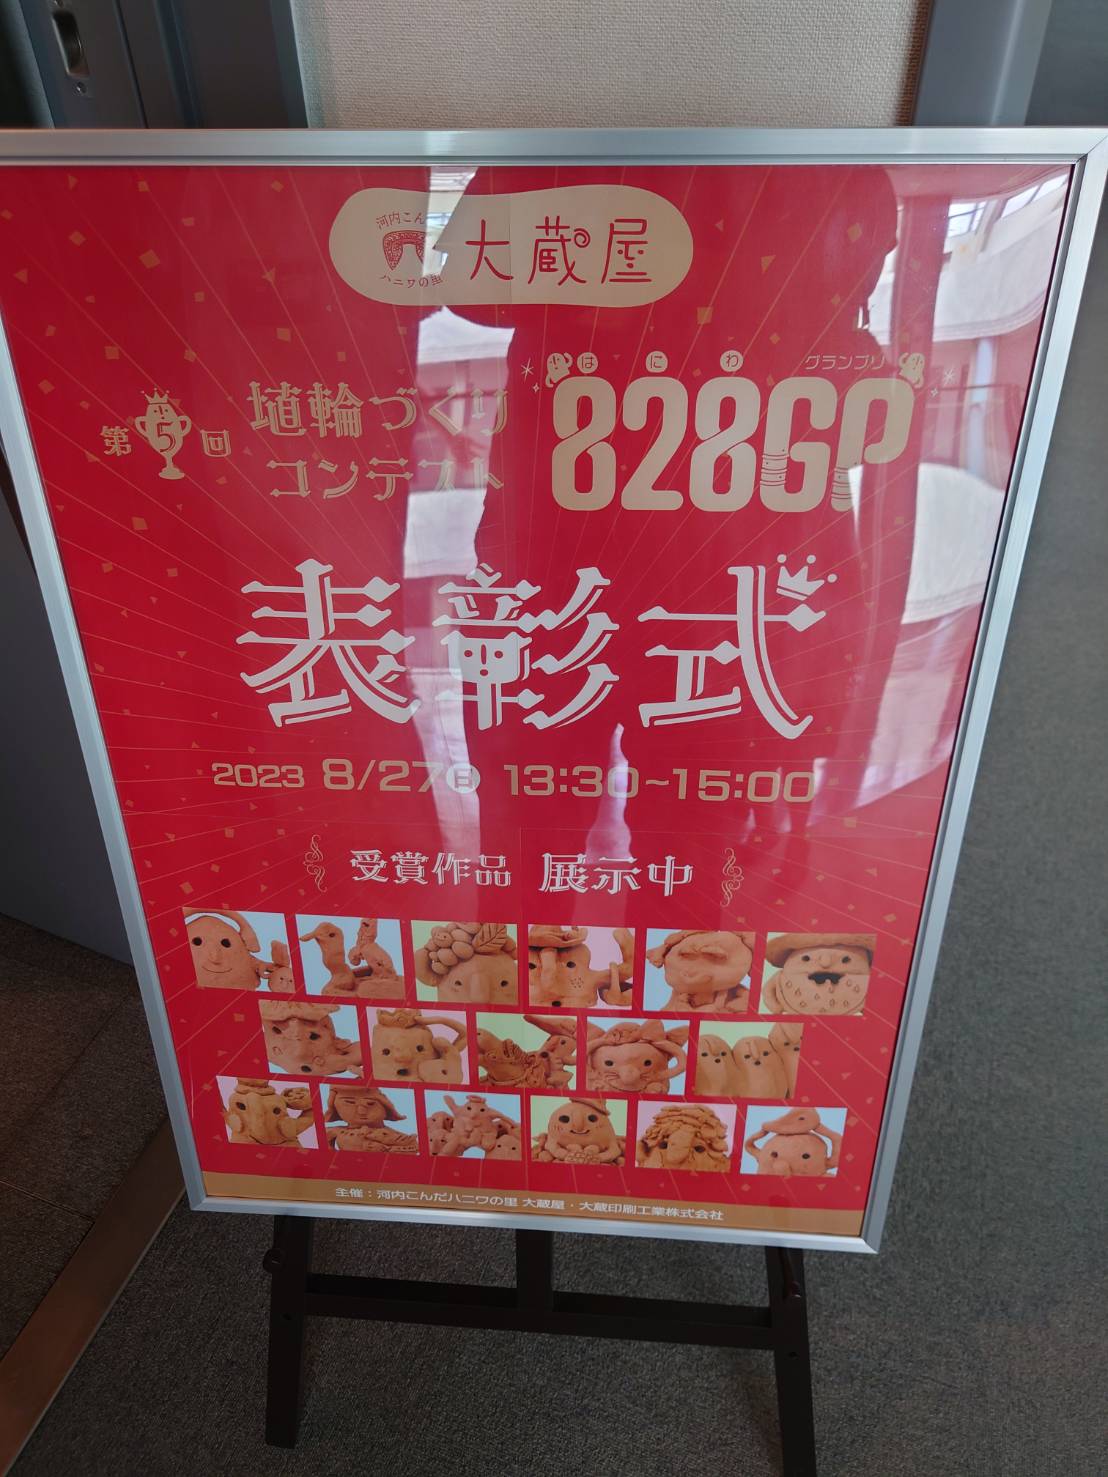 河内こん
ハニワの里
大蔵屋
第5回
埴輪づくり
コンテスト
はにわ グランプリ
828GP
表彰式
2023 8/27日 13:30~15:00
受賞作品 展示中
主催：河内こんだハニワの里 大蔵屋・大蔵印刷工業株式会社